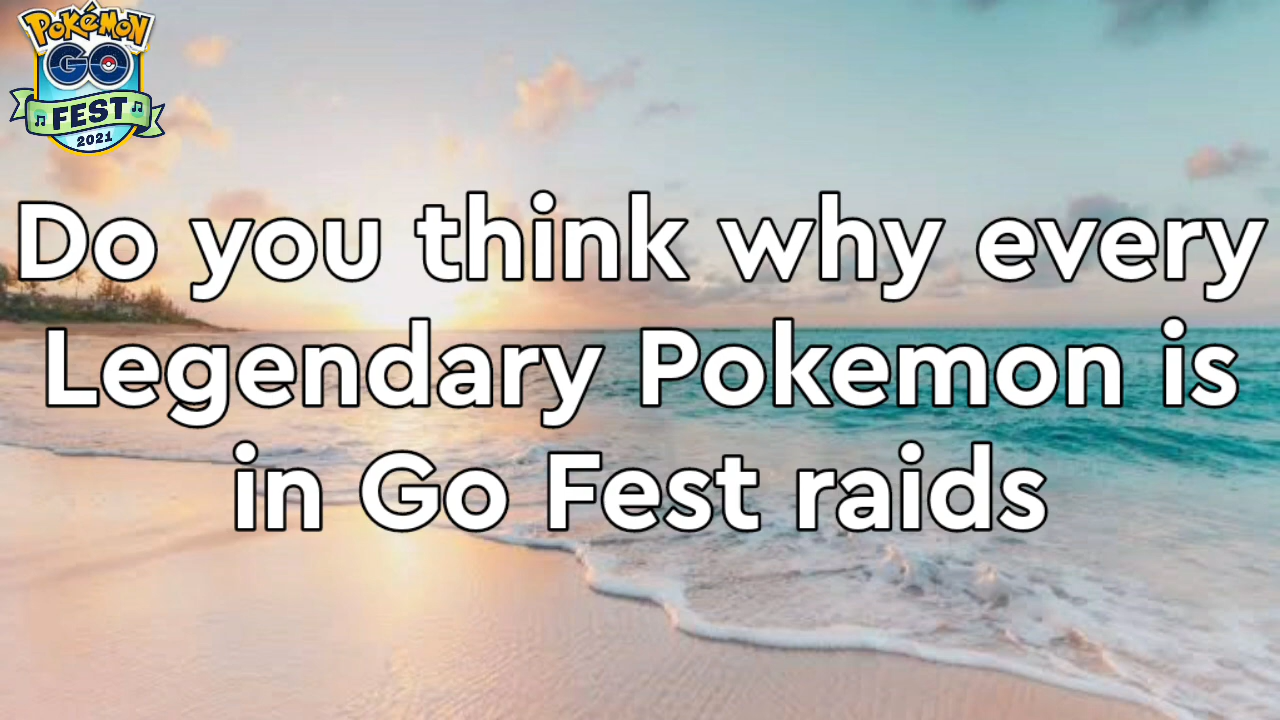 POKéMON
GO
FEST
2021
Do you think why every
Legendary Pokemon is
in Go Fest raids